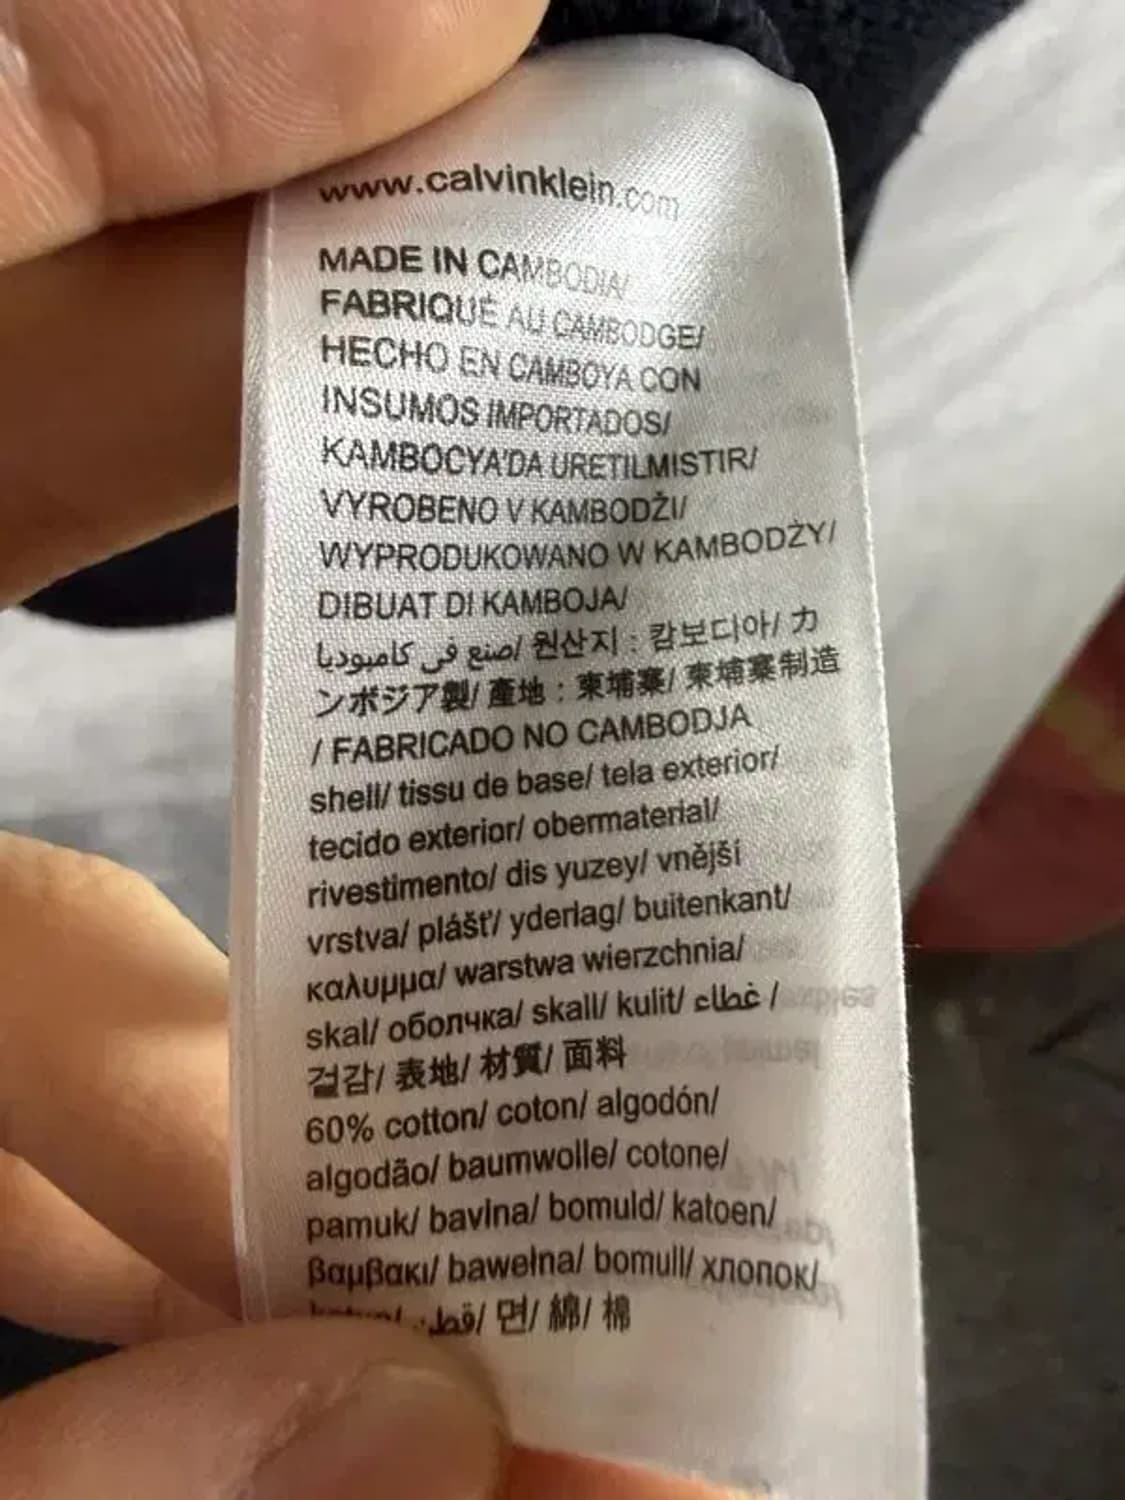 www.calvinklein.com
MADE IN CAMBODIA/
FABRIQUÉ AU CAMBODGE/
HECHO EN CAMBOYA CON
INSUMOS IMPORTADOS/
KAMBOCYA'DA URETILMISTIR/
VYROBENO V KAMBODŽI/
WYPRODUKOWANO W KAMBODŻY/
DIBUAT DI KAMBOJA/
صنع في كامبوديا/ 원산지 : 캄보디아/ カ
ンボジア製/ 產地 : 柬埔寨/ 柬埔寨制造
/ FABRICADO NO CAMBODJA
shell/ tissu de base/ tela exterior/
tecido exterior/ obermaterial/
rivestimento/ dis yuzey/ vnější
vrstva/ plášť/ yderlag/ buitenkant/
καλυμμα/ warstwa wierzchnia/
skal/ оболчка/ skall/ kulit/ غطاء /
겉감/ 表地/ 材質/ 面料
60% cotton/ coton/ algodón/
algodão/ baumwolle/ cotone/
pamuk/ bavlna/ bomuld/ katoen/
βαμβακι/ bawełna/ bomull/ хлопок/
قطن/ 면/ 綿/ 棉